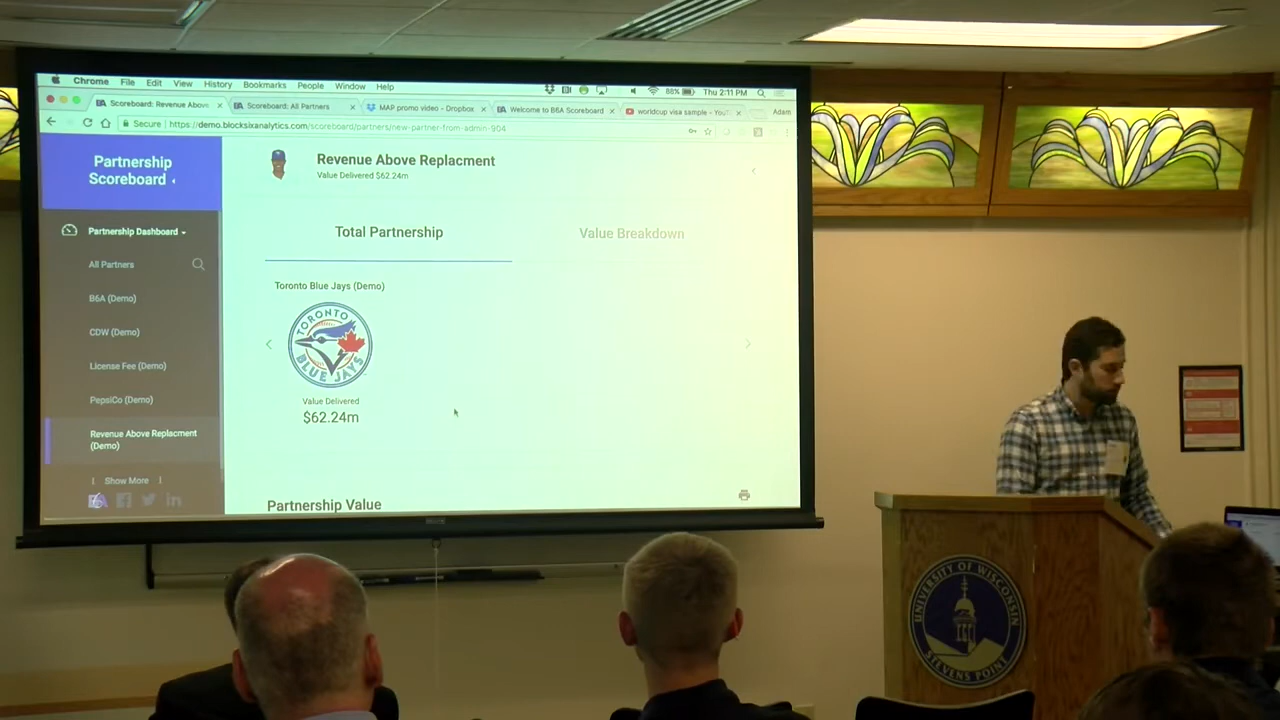 Chrome File Edit View History Bookmarks People Window Help
88% Thu 2:11 PM
Scoreboard: Revenue Above
Scoreboard: All Partners
MAP promo video - Dropbox
Welcome to B6A Scoreboard
worldcup visa sample - YouT
Adam
Secure | https://demo.blocksixanalytics.com/scoreboard/partners/new-partner-from-admin-904
Partnership
Scoreboard
Partnership Dashboard
All Partners
B6A (Demo)
CDW (Demo)
License Fee (Demo)
PepsiCo (Demo)
Revenue Above Replacment
(Demo)
Show More
Revenue Above Replacment
Value Delivered $62.24m
Total Partnership
Value Breakdown
Toronto Blue Jays (Demo)
TORONTO
BLUE JAYS
Value Delivered
$62.24m
Partnership Value
UNIVERSITY OF WISCONSIN
STEVENS POINT